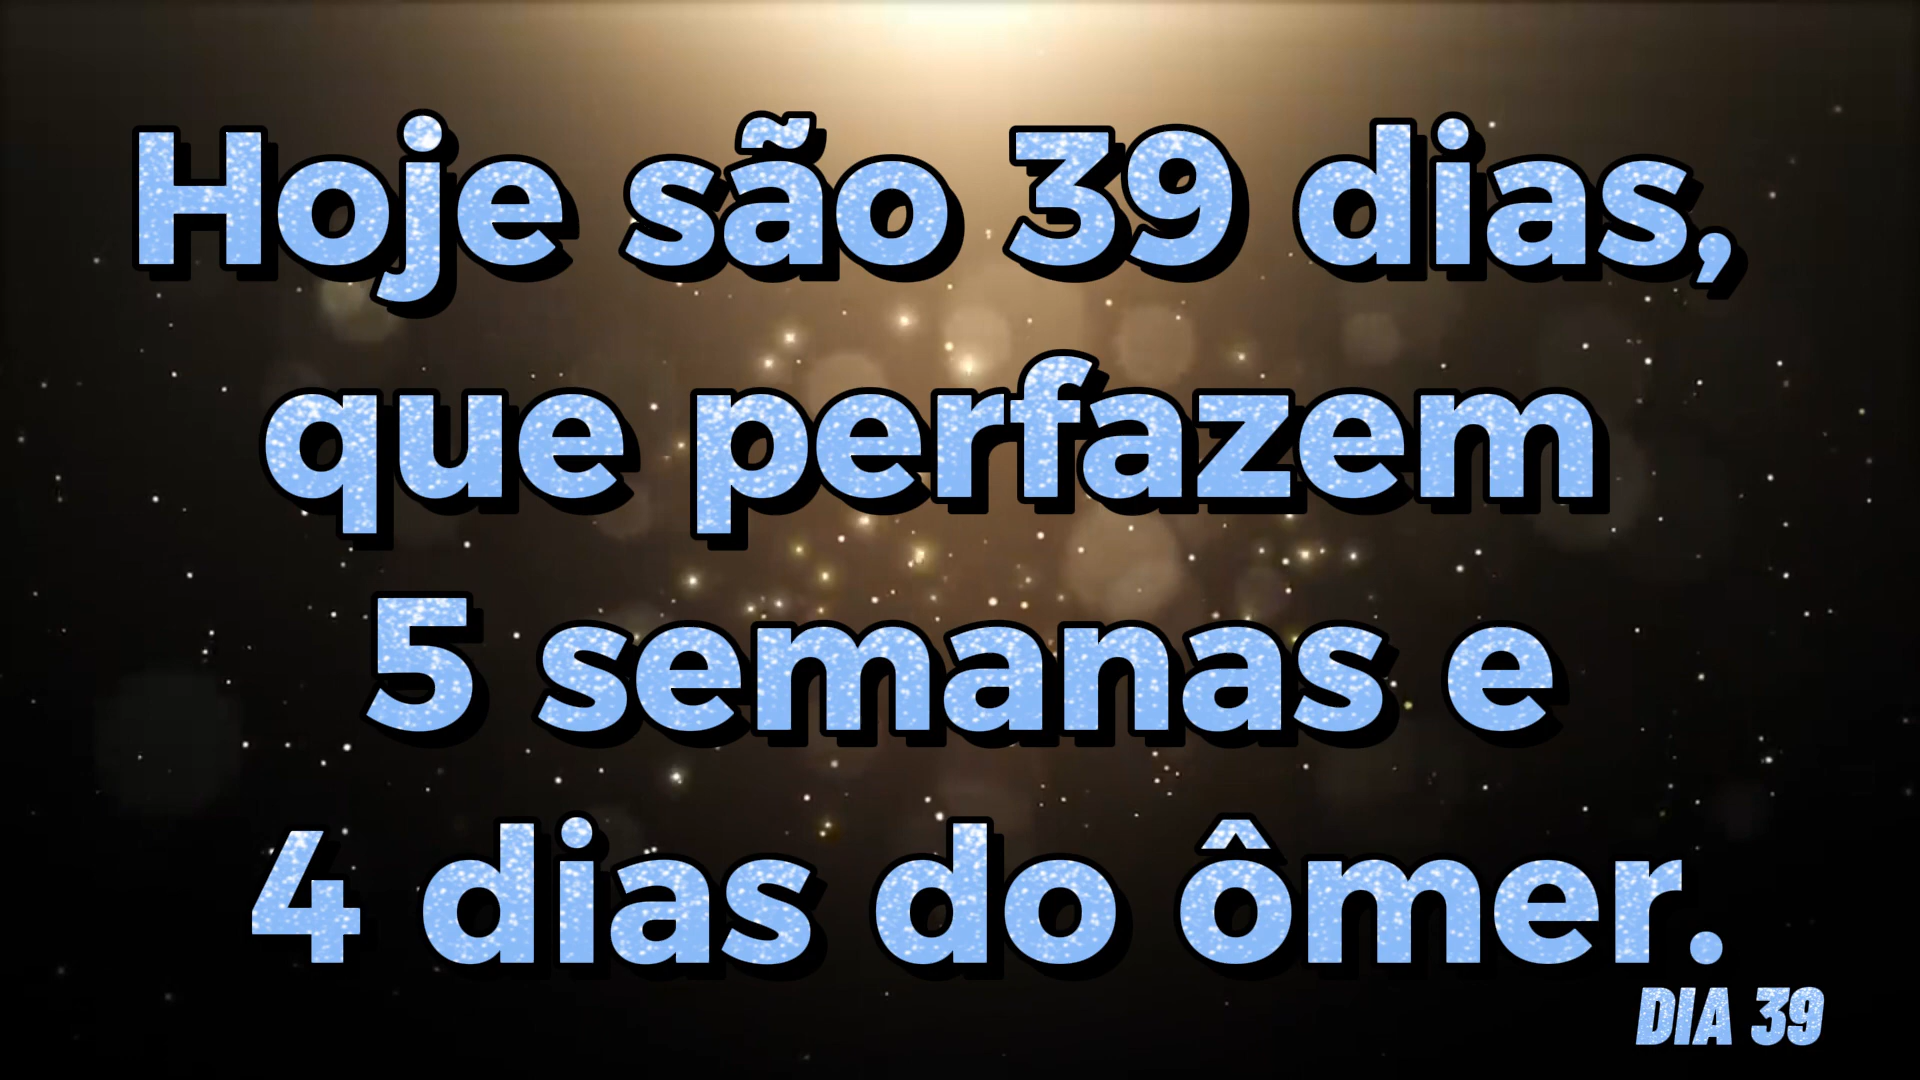 Hoje são 39 dias,
que perfazem
5 semanas e
4 dias do ômer.
DIA 39